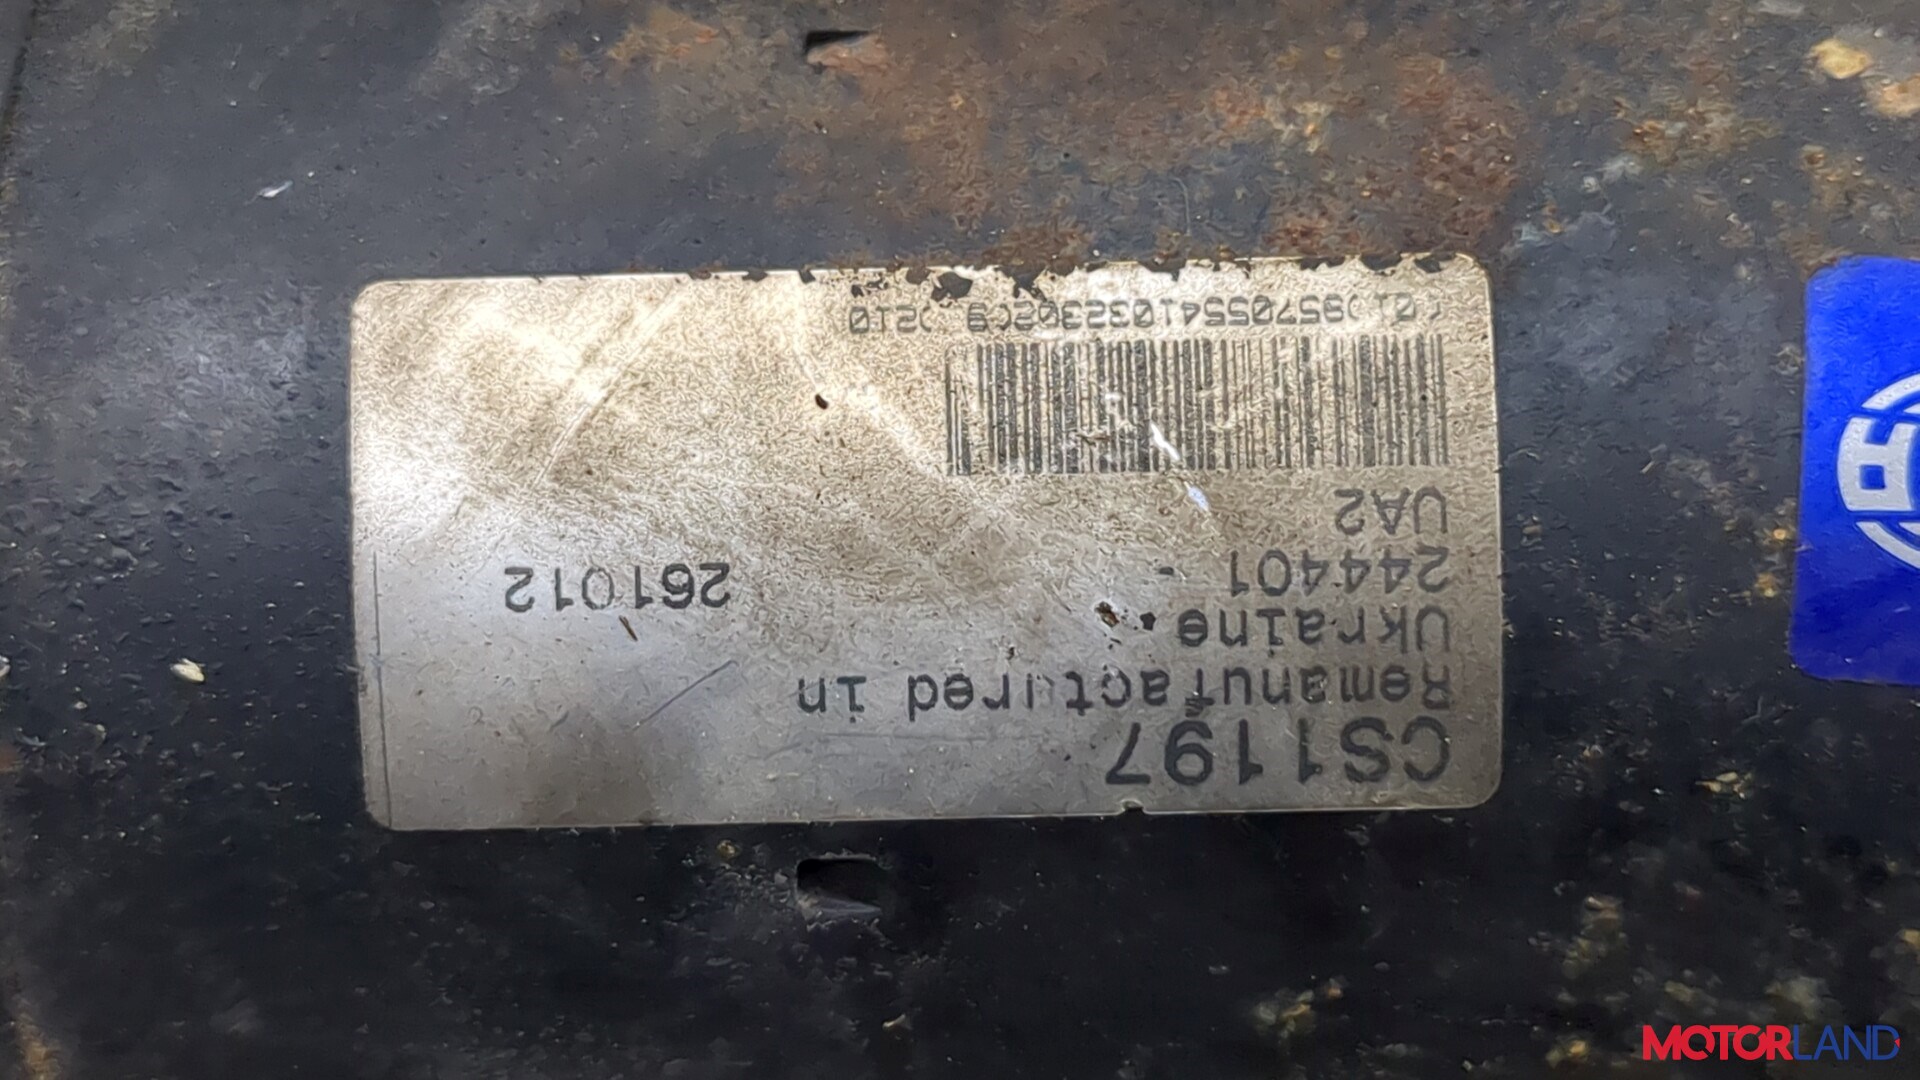 CS1197
Remanufactured in
Ukraine
244401 261012
UA2
MOTORLAND